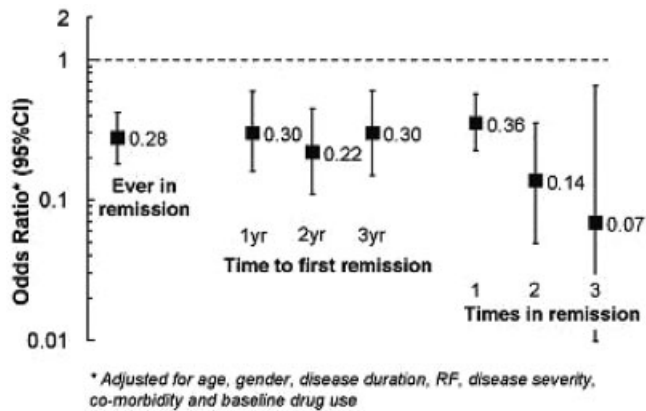 2
1
0.1
0.01
Odds Ratio* (95%CI)
0.28
Ever in
remission
0.30
0.22
0.30
1yr 2yr 3yr
Time to first remission
0.36
0.14
0.07
1 2 3
Times in remission
* Adjusted for age, gender, disease duration, RF, disease severity,
co-morbidity and baseline drug use